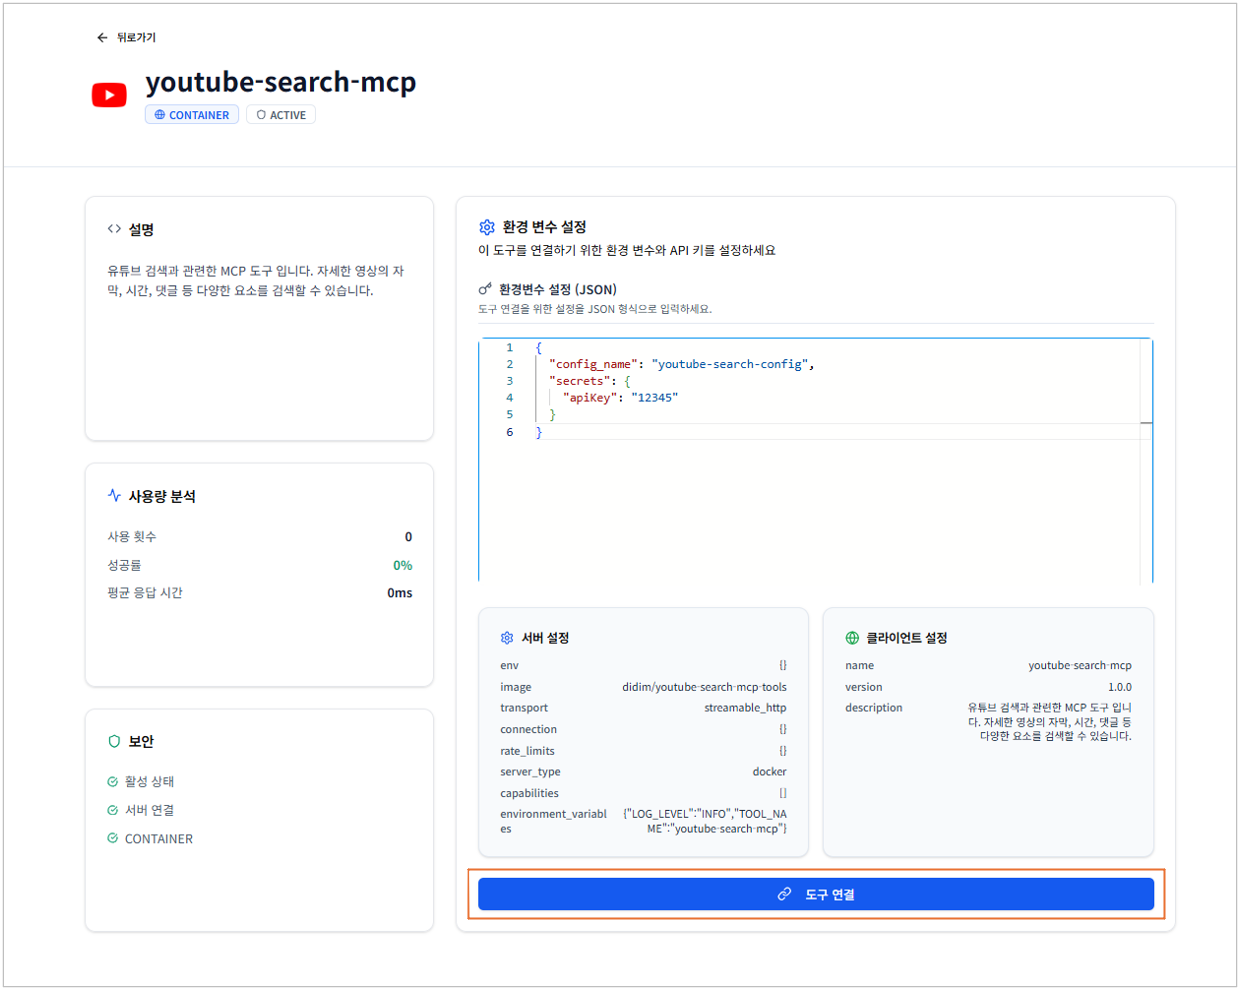 뒤로가기
youtube-search-mcp
CONTAINER
ACTIVE
설명
유튜브 검색과 관련한 MCP 도구 입니다. 자세한 영상의 자
막, 시간, 댓글 등 다양한 요소를 검색할 수 있습니다.
사용량 분석
사용 횟수 0
성공률 0%
평균 응답 시간 0ms
보안
활성 상태
서버 연결
CONTAINER
환경 변수 설정
이 도구를 연결하기 위한 환경 변수와 API 키를 설정하세요
환경변수 설정 (JSON)
도구 연결을 위한 설정을 JSON 형식으로 입력하세요.
1 {
2 "config_name": "youtube-search-config",
3 "secrets": {
4 "apiKey": "12345"
5 }
6 }
서버 설정
env {}
image didim/youtube-search-mcp-tools
transport streamable_http
connection {}
rate_limits {}
server_type docker
capabilities []
environment_variabl {"LOG_LEVEL":"INFO","TOOL_NA
es ME":"youtube-search-mcp"}
클라이언트 설정
name youtube-search-mcp
version 1.0.0
description 유튜브 검색과 관련한 MCP 도구 입니
다. 자세한 영상의 자막, 시간, 댓글 등
다양한 요소를 검색할 수 있습니다.
도구 연결